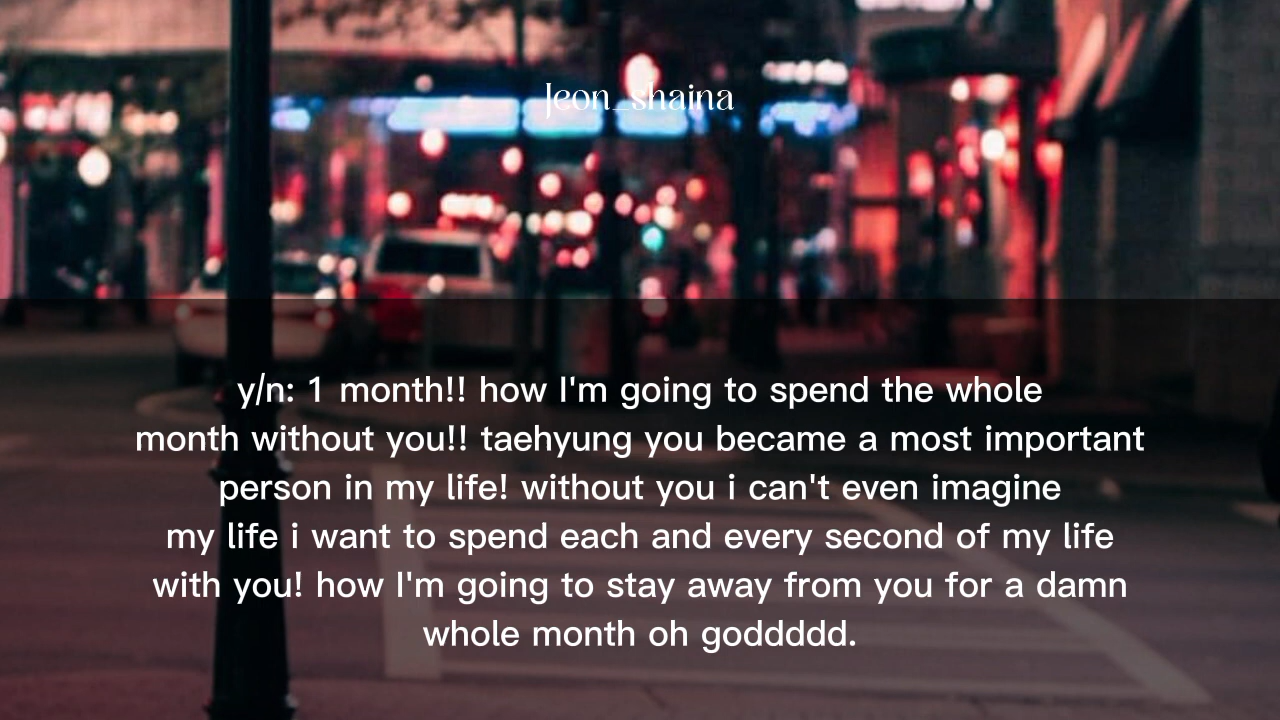 Jeon_shaina
y/n: 1 month!! how I'm going to spend the whole
month without you!! taehyung you became a most important
person in my life! without you i can't even imagine
my life i want to spend each and every second of my life
with you! how I'm going to stay away from you for a damn
whole month oh goddddd.